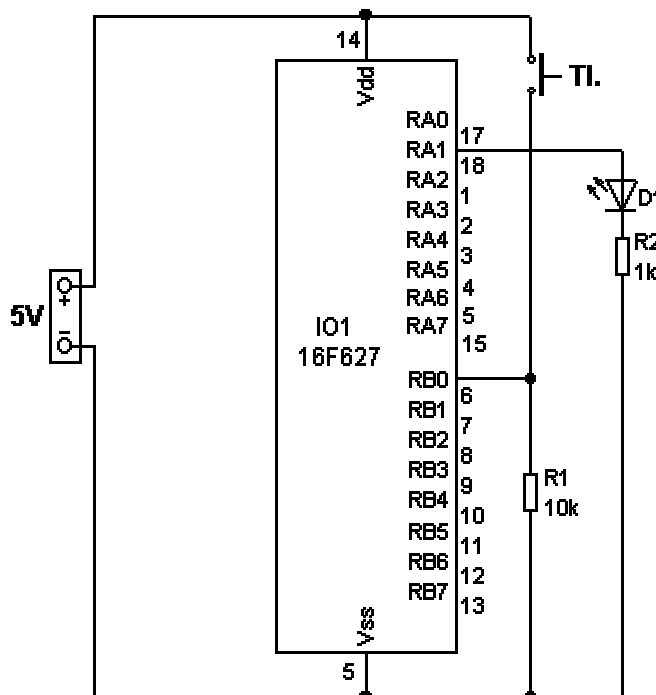 14
Vdd
Tl.
RA0
17
RA1
18
RA2
1
RA3
2
RA4
3
RA5
4
RA6
5
RA7
15
D1
R2
1k
5V
+
−
IO1
16F627
RB0
6
RB1
7
RB2
8
RB3
9
RB4
10
RB5
11
RB6
12
RB7
13
R1
10k
Vss
5